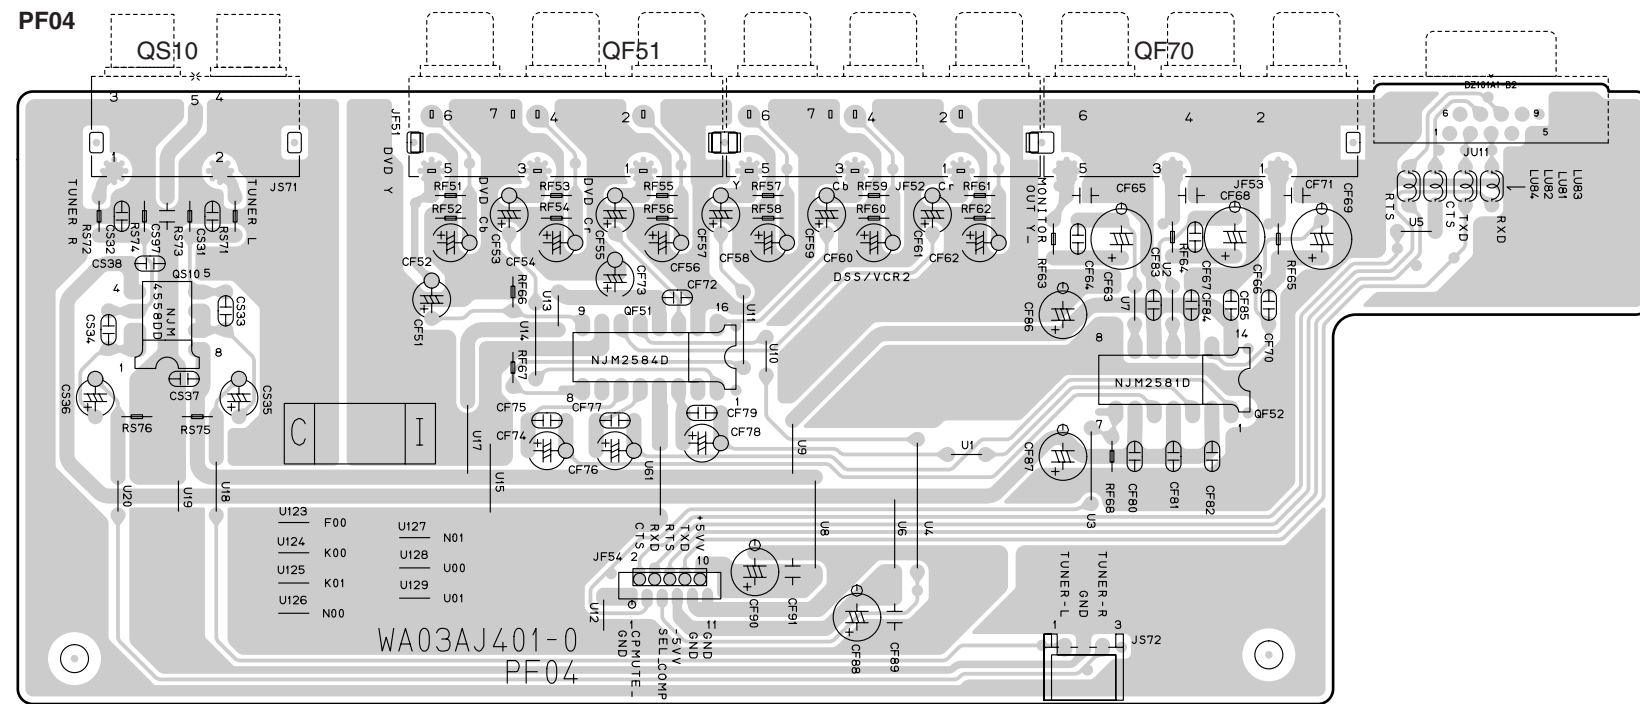 PF04
QS10 QF51 QF70
DZ101A1-B2
3 5 4
6 7 4 2
6 7 4 2
6 4 2
6 9
1 5
JF51
1 2
JS71
5 3 1
5 3 1
5 3 1
JU11
TUNER R
TUNER L
DVD Y
DVD Cb
DVD Cr
Y Cb JF52 Cr
MONITOR OUT Y-
JF53
RS72 CS32 RS74 CS973 RS73 CS31 RS71
RF51 RF53 RF55 RF57 RF59 RF61
RF52 RF54 RF56 RF58 RF60 RF62
CF65 CF68 CF71 CF69
LU84 LU82 LU81 LU83
RTS U5 CTS TXD RXD
CS38
QS10 5
4
CF52 CF53 CF54 CF55 CF56 CF57 CF58 CF59 CF60 CF61 CF62
DSS/VCR2
RF63 CF64 CF63 CF83 U2 RF64 CF67 CF66 RF65
CF73 CF72
4558DD
NJM
CS33
CS34
1 8
CS37
CF51
RF66
U13
U14
RF67
9 QF51 16
NJM2584D
8 1
U11
U10
CF86
U7
CF84
CF85
CF70
8 14
NJM2581D
7 1
QF52
CS36
CS35
RS76 RS75
C I
CF75 CF77 CF79
CF74 CF76 CF78
U17
U15
U61
U9
U1
CF87
RF68 CF80 CF81 CF82
U3
U20 U19 U18
U8
U6
U4
U123 F00
U124 K00
U125 K01
U126 N00
U127 N01
U128 U00
U129 U01
CTS RXD RTS TXD +5VV
JF54 2 10
U12
1 11
GND CPMUTE- SEL_COMP -5VV GND GND
CF90 CF91
CF88 CF89
TUNER-L GND TUNER-R
1 3
JS72
WA03AJ401-0
PF04